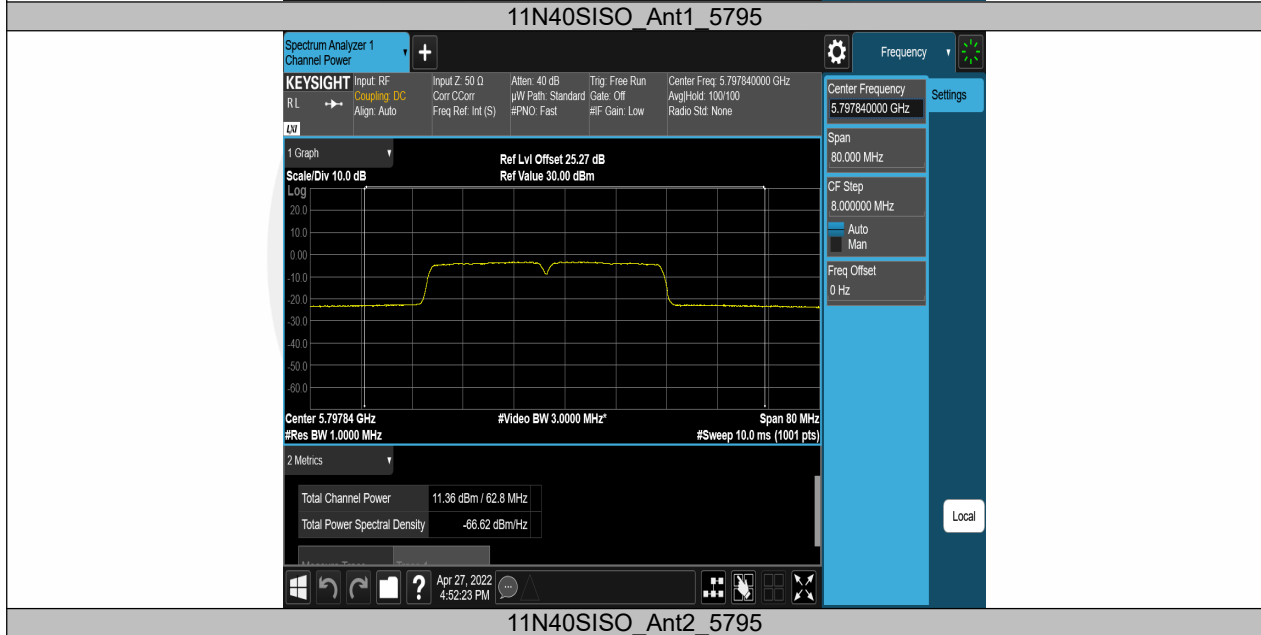 11N40SISO_Ant1_5795
Spectrum Analyzer 1
Channel Power
+
Frequency
KEYSIGHT
RL
LXI
Input: RF
Coupling: DC
Align: Auto
Input Z: 50 Ω
Corr CCorr
Freq Ref: Int (S)
Atten: 40 dB
µW Path: Standard
#PNO: Fast
Trig: Free Run
Gate: Off
#IF Gain: Low
Center Freq: 5.797840000 GHz
Avg|Hold: 100/100
Radio Std: None
Center Frequency
5.797840000 GHz
Settings
Span
80.000 MHz
CF Step
8.000000 MHz
Auto
Man
Freq Offset
0 Hz
Local
1 Graph
Scale/Div 10.0 dB
Ref Lvl Offset 25.27 dB
Ref Value 30.00 dBm
Log
20.0
10.0
0.00
-10.0
-20.0
-30.0
-40.0
-50.0
-60.0
Center 5.79784 GHz
#Video BW 3.0000 MHz*
Span 80 MHz
#Res BW 1.0000 MHz
#Sweep 10.0 ms (1001 pts)
2 Metrics
Total Channel Power 11.36 dBm / 62.8 MHz
Total Power Spectral Density -66.62 dBm/Hz
?
Apr 27, 2022
4:52:23 PM
11N40SISO_Ant2_5795